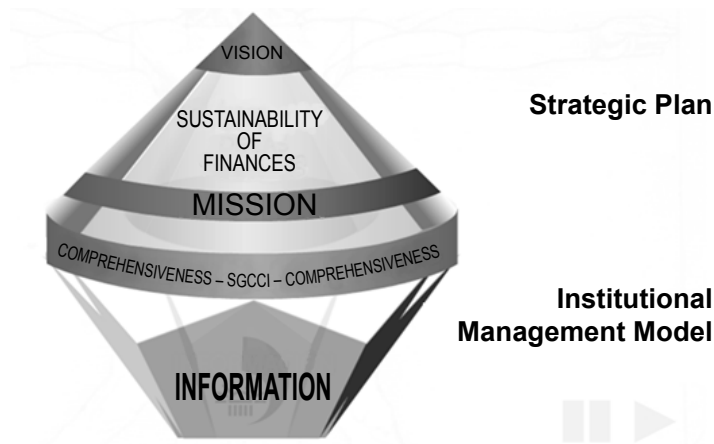 VISION
Strategic Plan
SUSTAINABILITY
OF
FINANCES
MISSION
COMPREHENSIVENESS – SGCCI – COMPREHENSIVENESS
Institutional
Management Model
INFORMATION